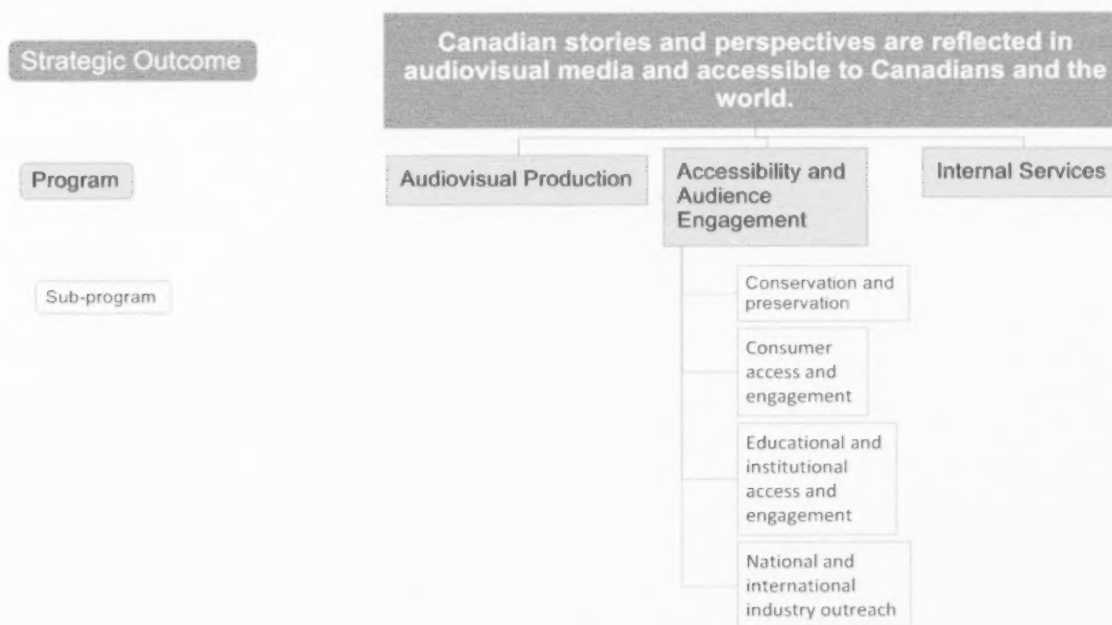 Strategic Outcome
Canadian stories and perspectives are reflected in
audiovisual media and accessible to Canadians and the
world.
Program
Audiovisual Production
Accessibility and
Audience
Engagement
Internal Services
Sub-program
Conservation and
preservation
Consumer
access and
engagement
Educational and
institutional
access and
engagement
National and
international
industry outreach